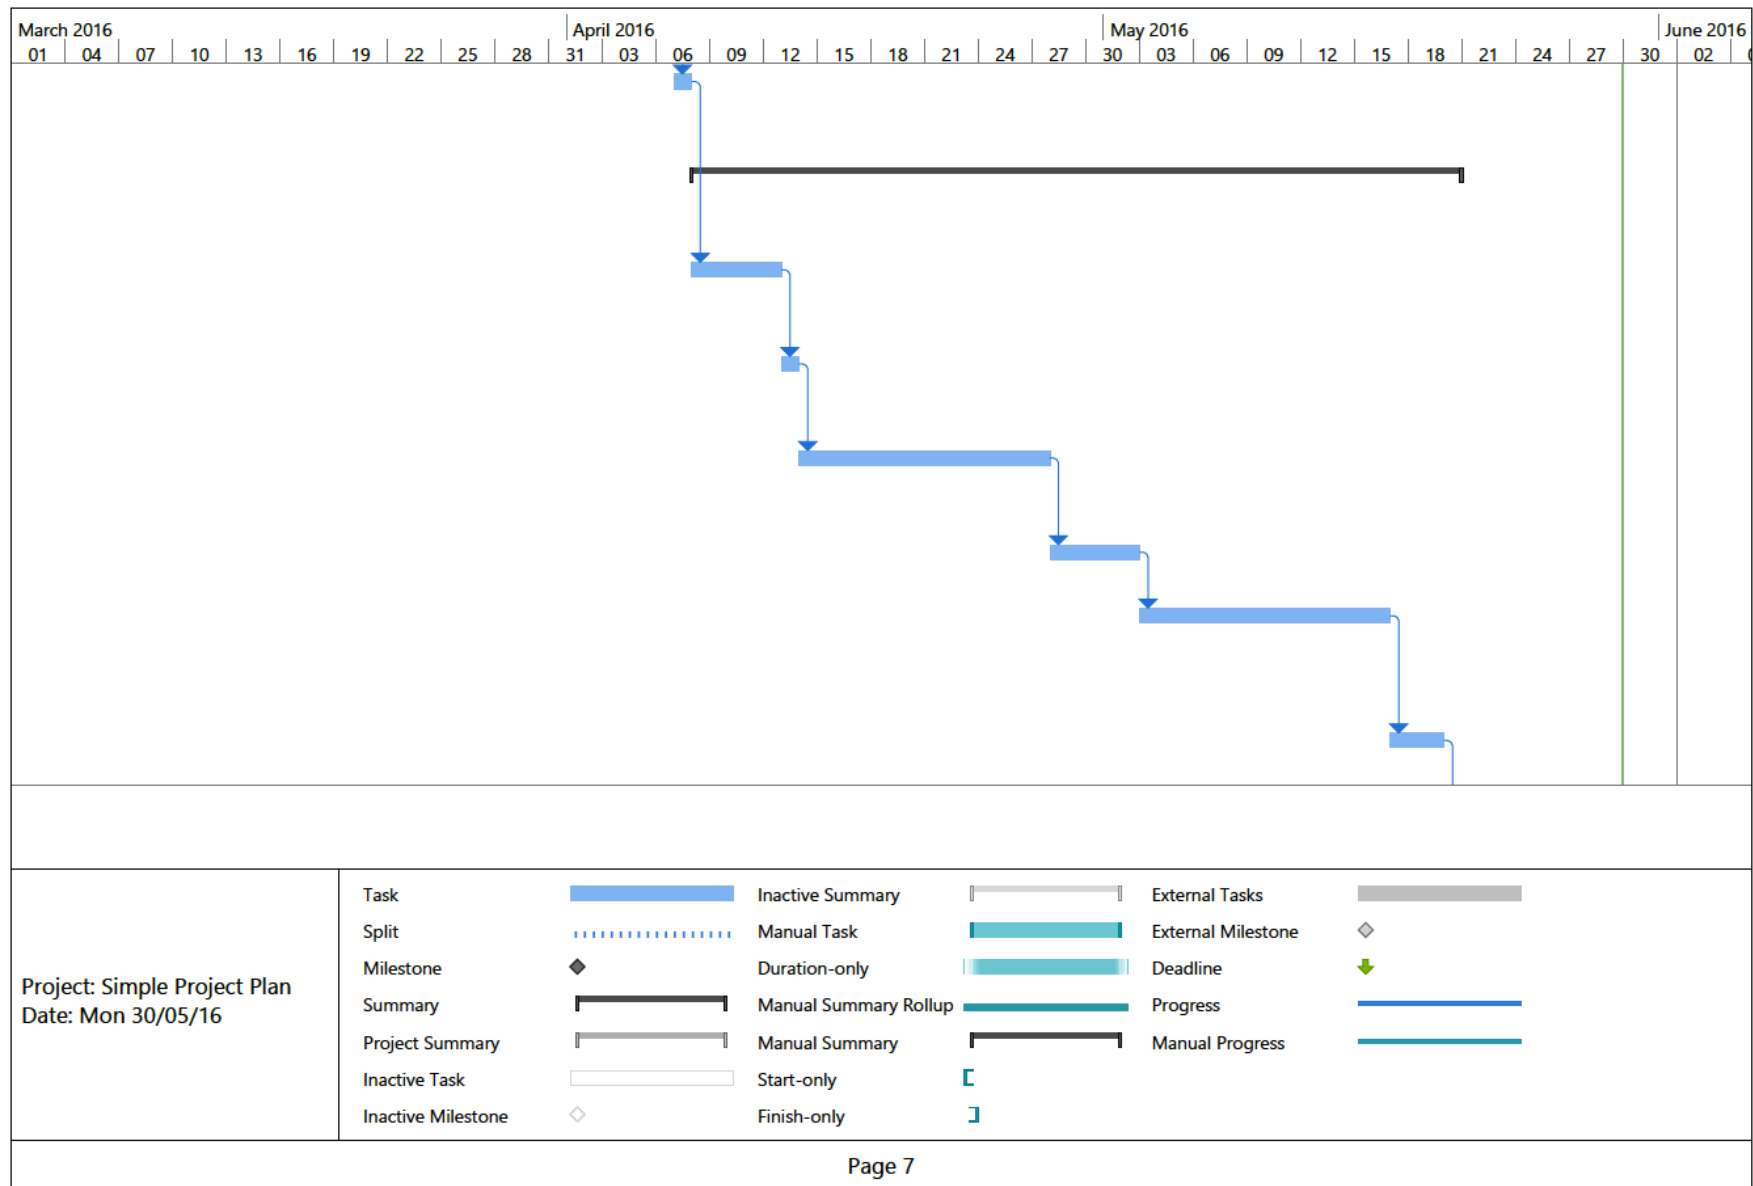 March 2016 April 2016 May 2016 June 2016
01 04 07 10 13 16 19 22 25 28 31 03 06 09 12 15 18 21 24 27 30 03 06 09 12 15 18 21 24 27 30 02
Task Inactive Summary External Tasks
Split Manual Task External Milestone
Milestone Duration-only Deadline
Project: Simple Project Plan
Date: Mon 30/05/16
Summary Manual Summary Rollup Progress
Project Summary Manual Summary Manual Progress
Inactive Task Start-only
Inactive Milestone Finish-only
Page 7